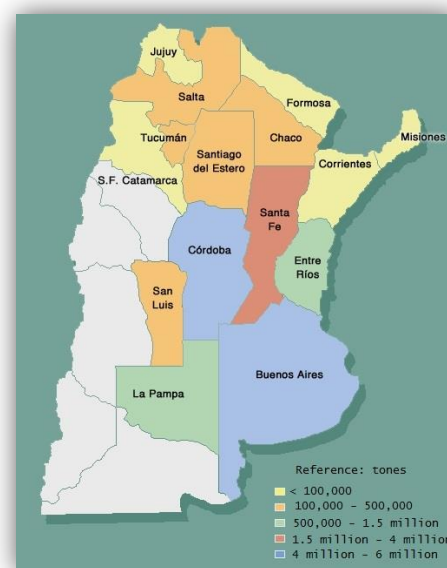 Jujuy
Salta
Formosa
Misiones
Tucumán
Chaco
Santiago
del Estero
Corrientes
S.F. Catamarca
Santa
Fe
Córdoba
Entre
Ríos
San
Luis
Buenos Aires
La Pampa
Reference: tones
< 100,000
100,000 - 500,000
500,000 - 1.5 million
1.5 million - 4 million
4 million - 6 million